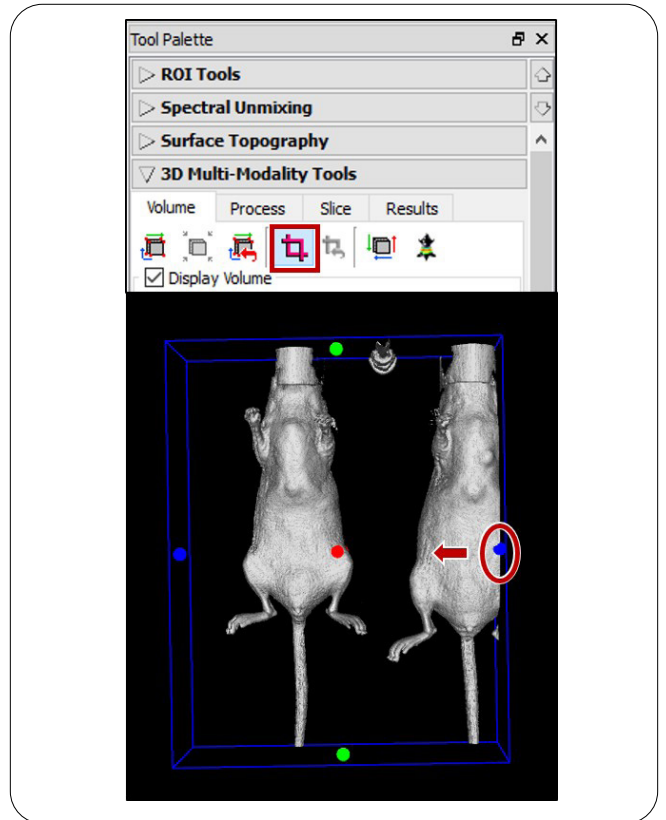 Tool Palette
ROI Tools
Spectral Unmixing
Surface Topography
3D Multi-Modality Tools
Volume Process Slice Results
Display Volume